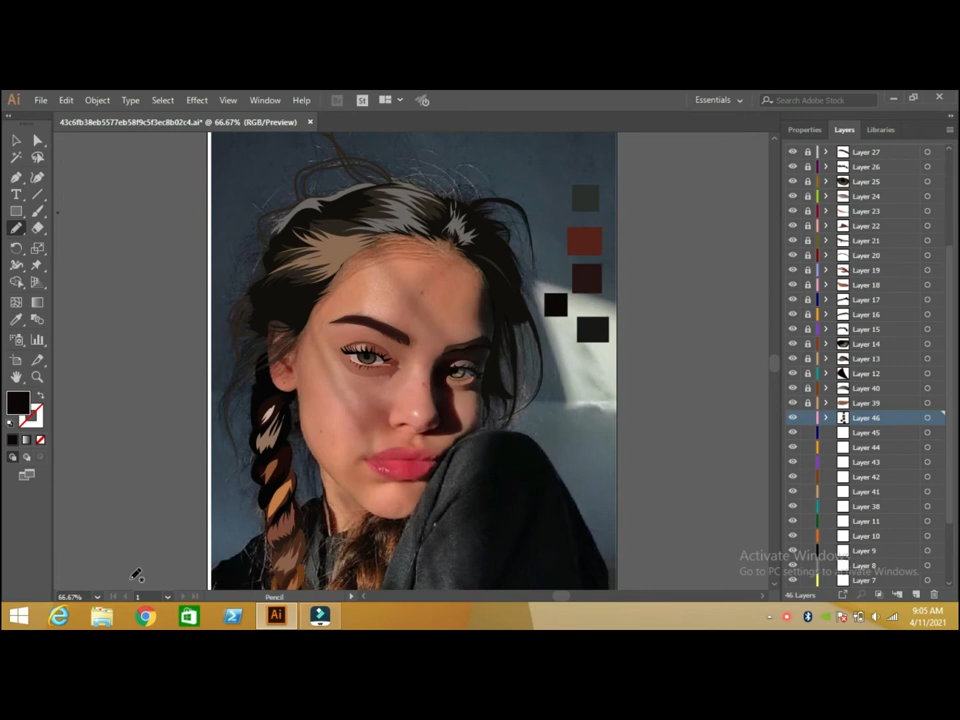 Ai File Edit Object Type Select Effect View Window Help Br St Essentials Search Adobe Stock
43c6fb38eb5577eb58f9c5f3ec8b02c4.ai* @ 66.67% (RGB/Preview) ×
Properties Layers Libraries
Layer 27
Layer 26
Layer 25
Layer 24
Layer 23
Layer 22
Layer 21
Layer 20
Layer 19
Layer 18
Layer 17
Layer 16
Layer 15
Layer 14
Layer 13
Layer 12
Layer 40
Layer 39
Layer 46
Layer 45
Layer 44
Layer 43
Layer 42
Layer 41
Layer 38
Layer 11
Layer 10
Layer 9
Layer 8
Layer 7
Activate Windows
Go to PC settings to activate Windows.
66.67% 1 Pencil 46 Layers
Ai 9:05 AM
4/11/2021